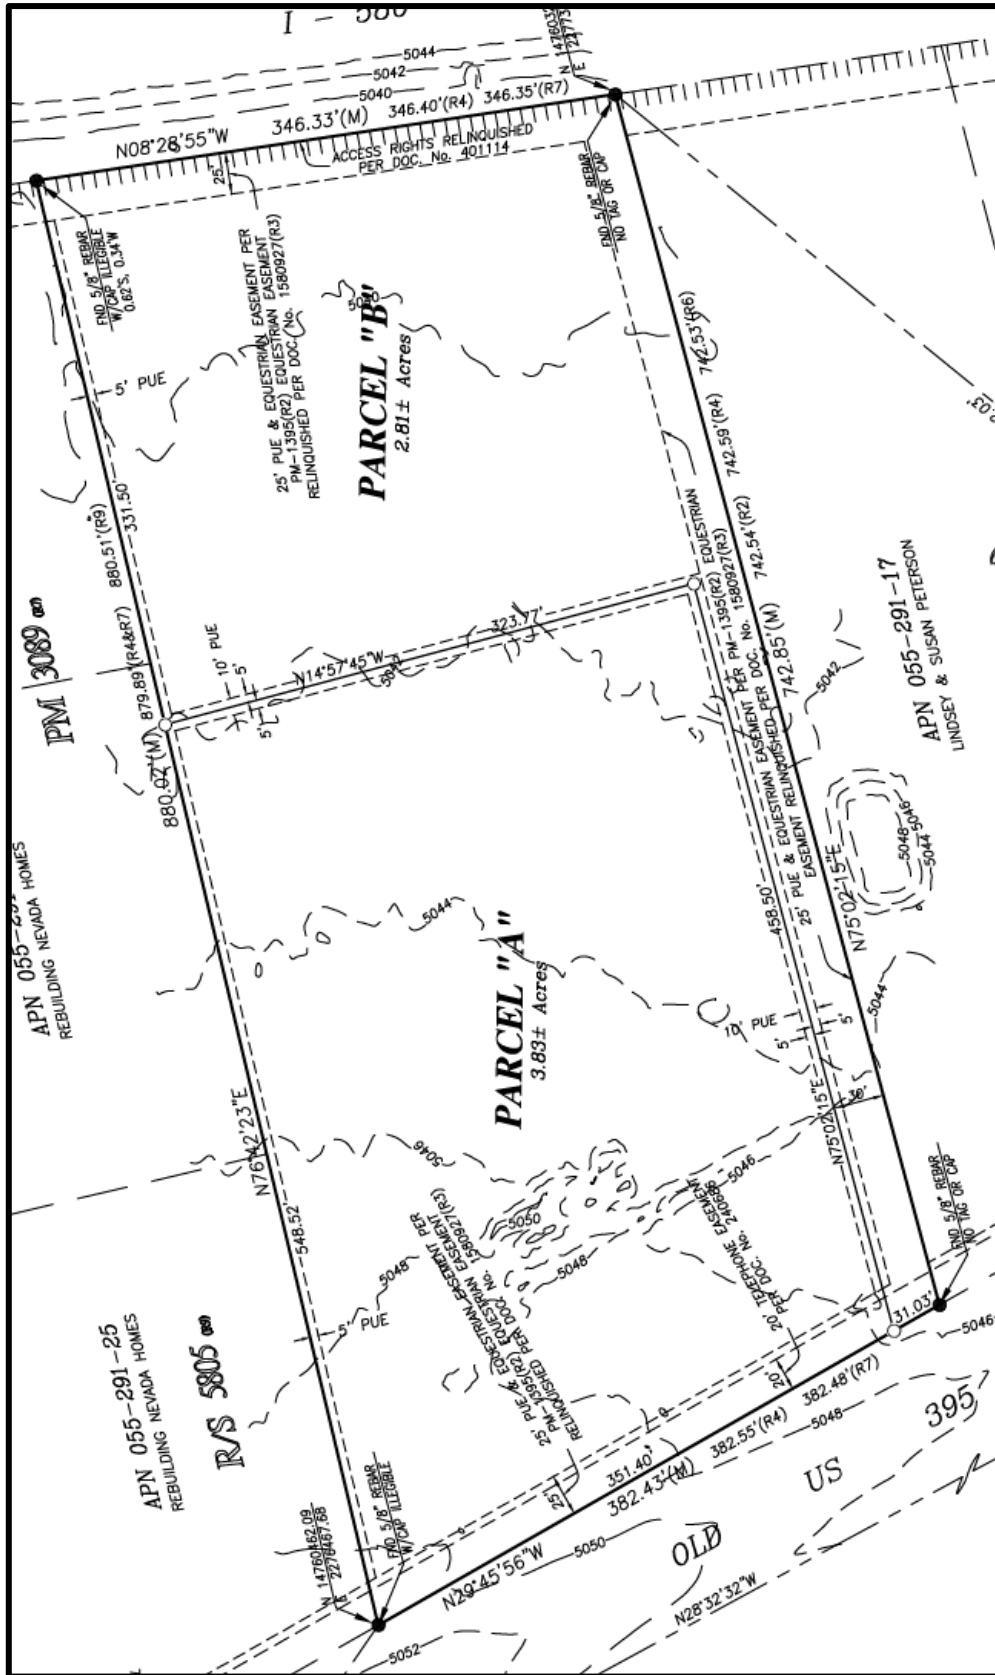 5044
5042
5040
N08°28'55"W
346.33'(M)
346.40'(R4)
346.35'(R7)
ACCESS RIGHTS RELINQUISHED
PER DOC. No. 401114
25'
FND 5/8" REBAR
W/CAP ILLEGIBLE
0.62'S, 0.34'W
FND 5/8" REBAR
NO TAG OR CAP
25' PUE & EQUESTRIAN EASEMENT PER
PM-1395(R2) EQUESTRIAN EASEMENT
RELINQUISHED PER DOC. No. 1580927(R3)
PARCEL "B"
2.81± Acres
5' PUE
880.51'(R9)
331.50'
742.53'(R6)
742.59'(R4)
742.54'(R2)
742.85'(M)
PM 3089
879.89'(R4&R7)
880.02'(M)
10' PUE
5'
5'
N14°57'45"W
323.77'
25' PUE & EQUESTRIAN EASEMENT PER PM-1395(R2) EQUESTRIAN
EASEMENT RELINQUISHED PER DOC. No. 1580927(R3)
5'
5042
APN 055-291-17
LINDSEY & SUSAN PETERSON
5048
5046
5044
N75°02'15"E
458.50'
REBUILDING NEVADA HOMES
5044
PARCEL "A"
3.83± Acres
10' PUE
5'
5'
5044
N75°02'15"E
30'
N76°42'23"E
548.52'
5046
5050
5048
5046
5048
25' PUE & EQUESTRIAN EASEMENT PER
PM-1395(R2) EQUESTRIAN EASEMENT
RELINQUISHED PER DOC. No. 1580927(R3)
20' TELEPHONE EASEMENT
PER DOC. No. 240686
FND 5/8" REBAR
NO TAG OR CAP
31.03'
5046
5' PUE
APN 055-291-25
REBUILDING NEVADA HOMES
R/S 5805
20'
382.48'(R7)
382.55'(R4)
5048
351.40'
382.43'(M)
25'
N 14760462.09
E 2276467.68
FND 5/8" REBAR
W/CAP ILLEGIBLE
N29°45'56"W
5050
5052
OLD US 395
N28°32'32"W